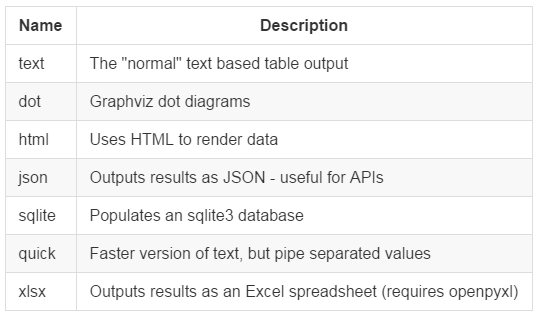 Name Description
text The "normal" text based table output
dot Graphviz dot diagrams
html Uses HTML to render data
json Outputs results as JSON - useful for APIs
sqlite Populates an sqlite3 database
quick Faster version of text, but pipe separated values
xlsx Outputs results as an Excel spreadsheet (requires openpyxl)